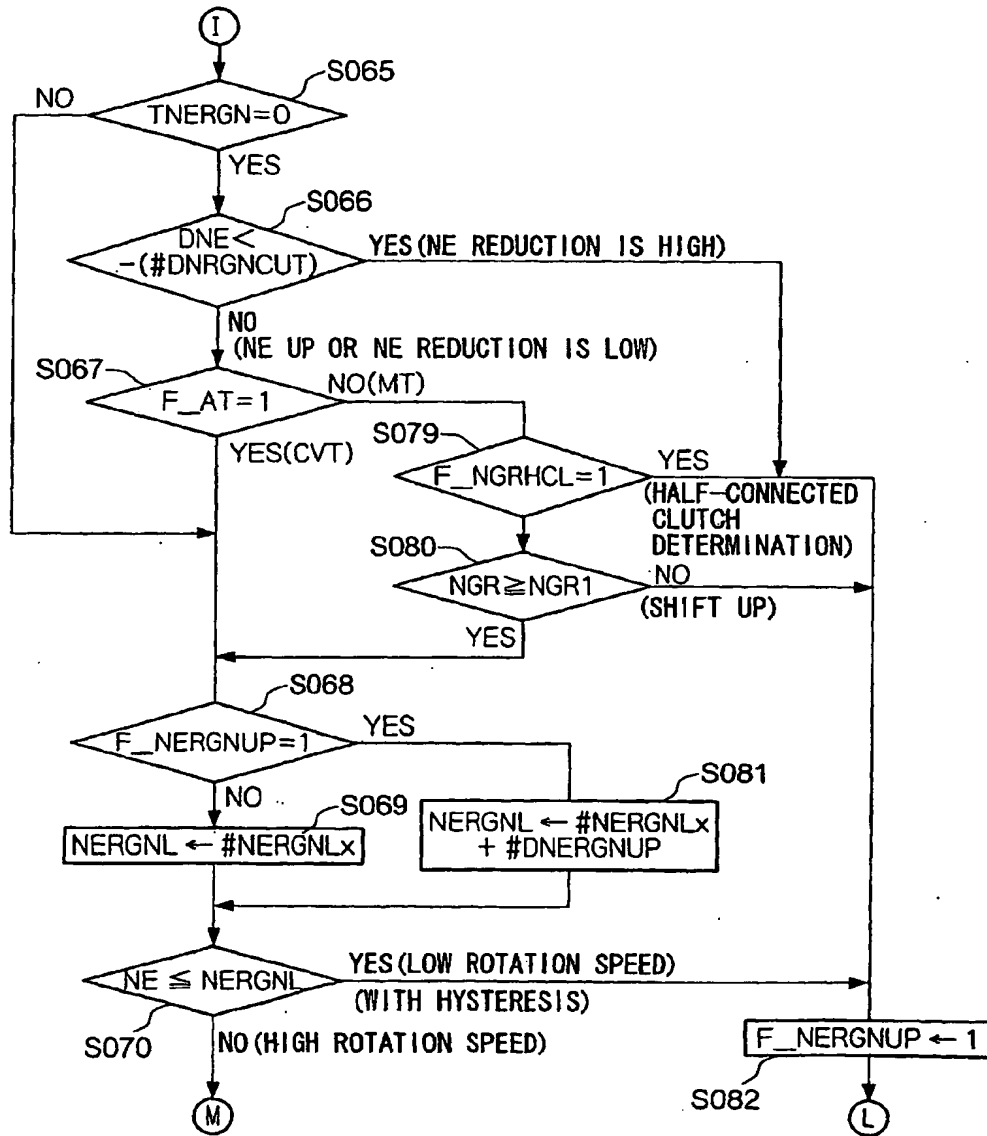 I
S065
NO
TNERGN=0
YES
S066
DNE<
-(#DNRGNCUT)
YES(NE REDUCTION IS HIGH)
NO
(NE UP OR NE REDUCTION IS LOW)
S067
F_AT=1
NO(MT)
YES(CVT)
S079
F_NGRHCL=1
YES
(HALF-CONNECTED
CLUTCH
DETERMINATION)
S080
NGR≧NGR1
NO
(SHIFT UP)
YES
S068
F_NERGNUP=1
YES
NO
S069
NERGNL ← #NERGNLx
S081
NERGNL ← #NERGNLx
+ #DNERGNUP
NE ≦ NERGNL
YES(LOW ROTATION SPEED)
(WITH HYSTERESIS)
S070
NO(HIGH ROTATION SPEED)
F_NERGNUP ← 1
S082
M
L